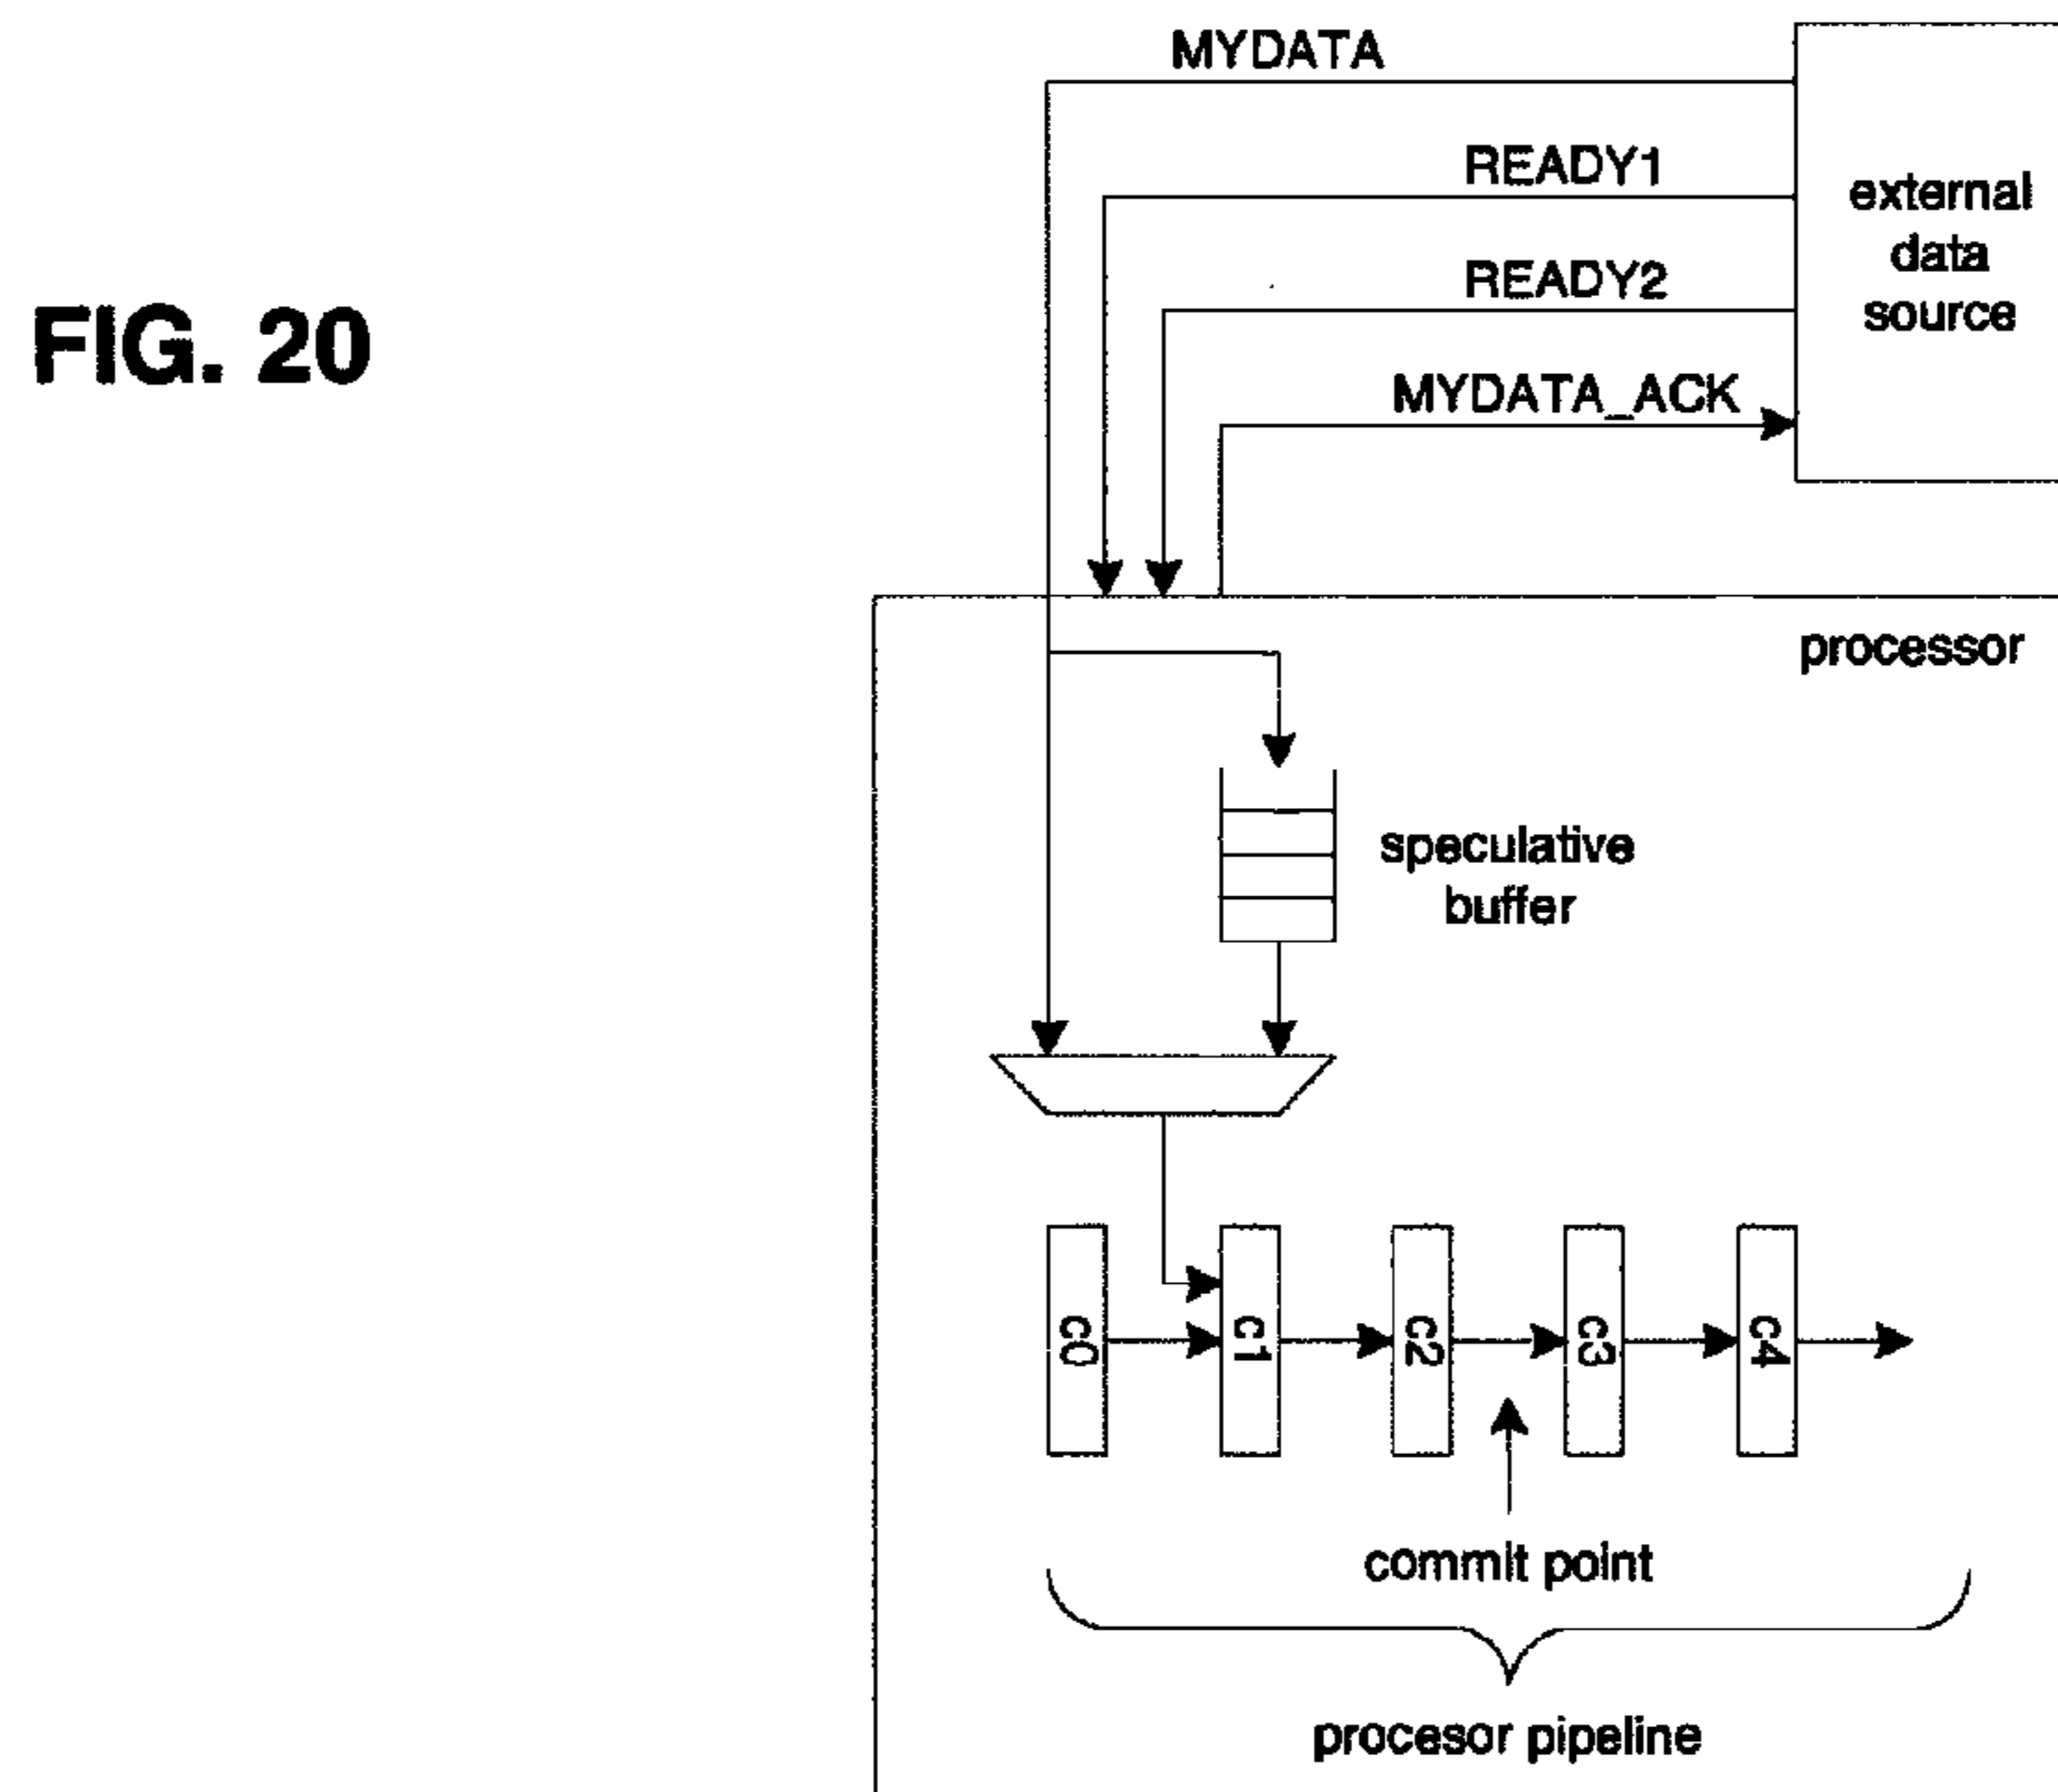 MYDATA
READY1
external
data
source
READY2
FIG. 20
MYDATA_ACK
processor
speculative
buffer
c0
c1
c2
c3
c4
commit point
procesor pipeline